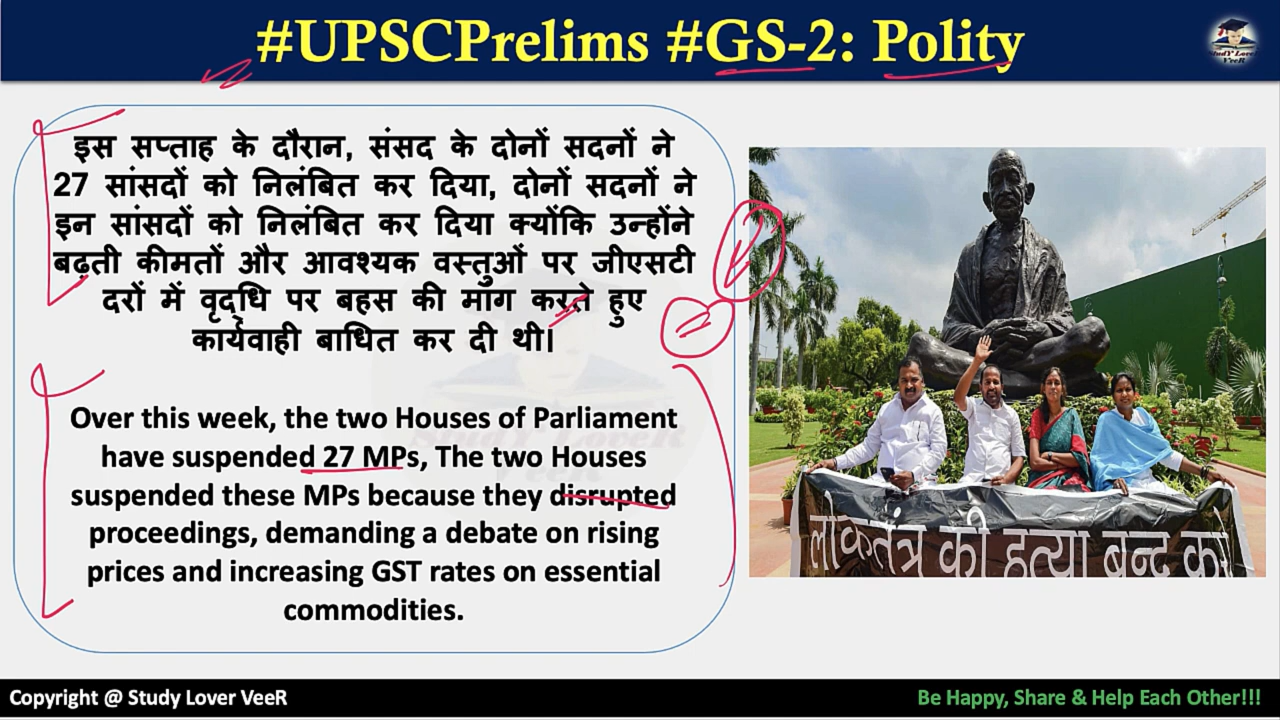 #UPSCPrelims #GS-2: Polity
StudY Lover
VeeR
इस सप्ताह के दौरान, संसद के दोनों सदनों ने
27 सांसदों को निलंबित कर दिया, दोनों सदनों ने
इन सांसदों को निलंबित कर दिया क्योंकि उन्होंने
बढ़ती कीमतों और आवश्यक वस्तुओं पर जीएसटी
दरों में वृद्धि पर बहस की मांग करते हुए
कार्यवाही बाधित कर दी थी।
Over this week, the two Houses of Parliament
have suspended 27 MPs, The two Houses
suspended these MPs because they disrupted
proceedings, demanding a debate on rising
prices and increasing GST rates on essential
commodities.
लोकतंत्र की हत्या बन्द करो
Copyright @ Study Lover VeeR
Be Happy, Share & Help Each Other!!!